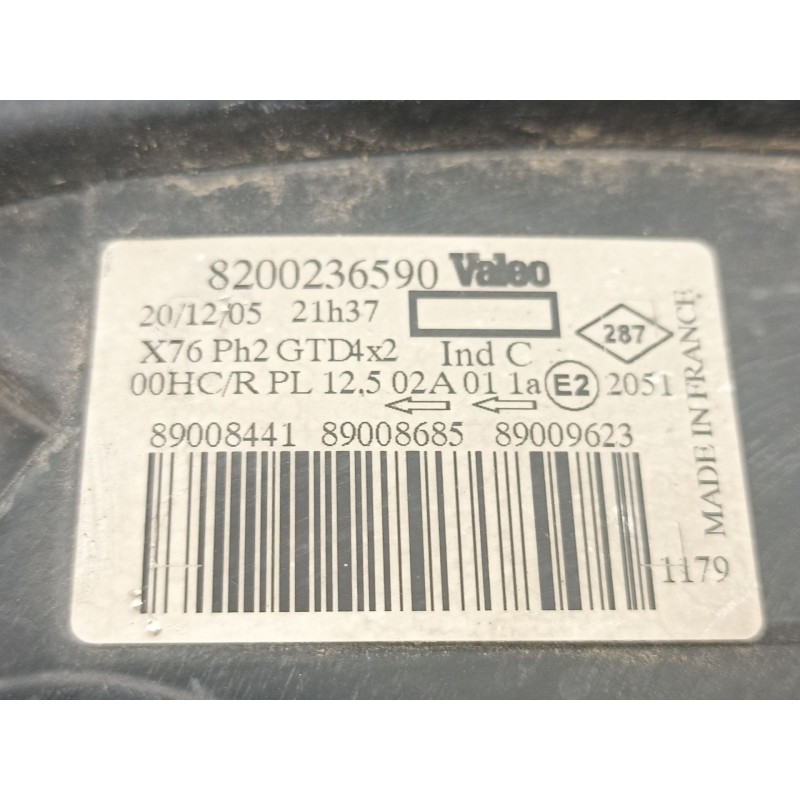 8200236590 Valeo
20/12/05 21h37
287
X76 Ph2 GTD4x2 Ind C
00HC/R PL 12,5 02A 01 1a E2 2051
89008441 89008685 89009623
1179
MADE IN FRANCE